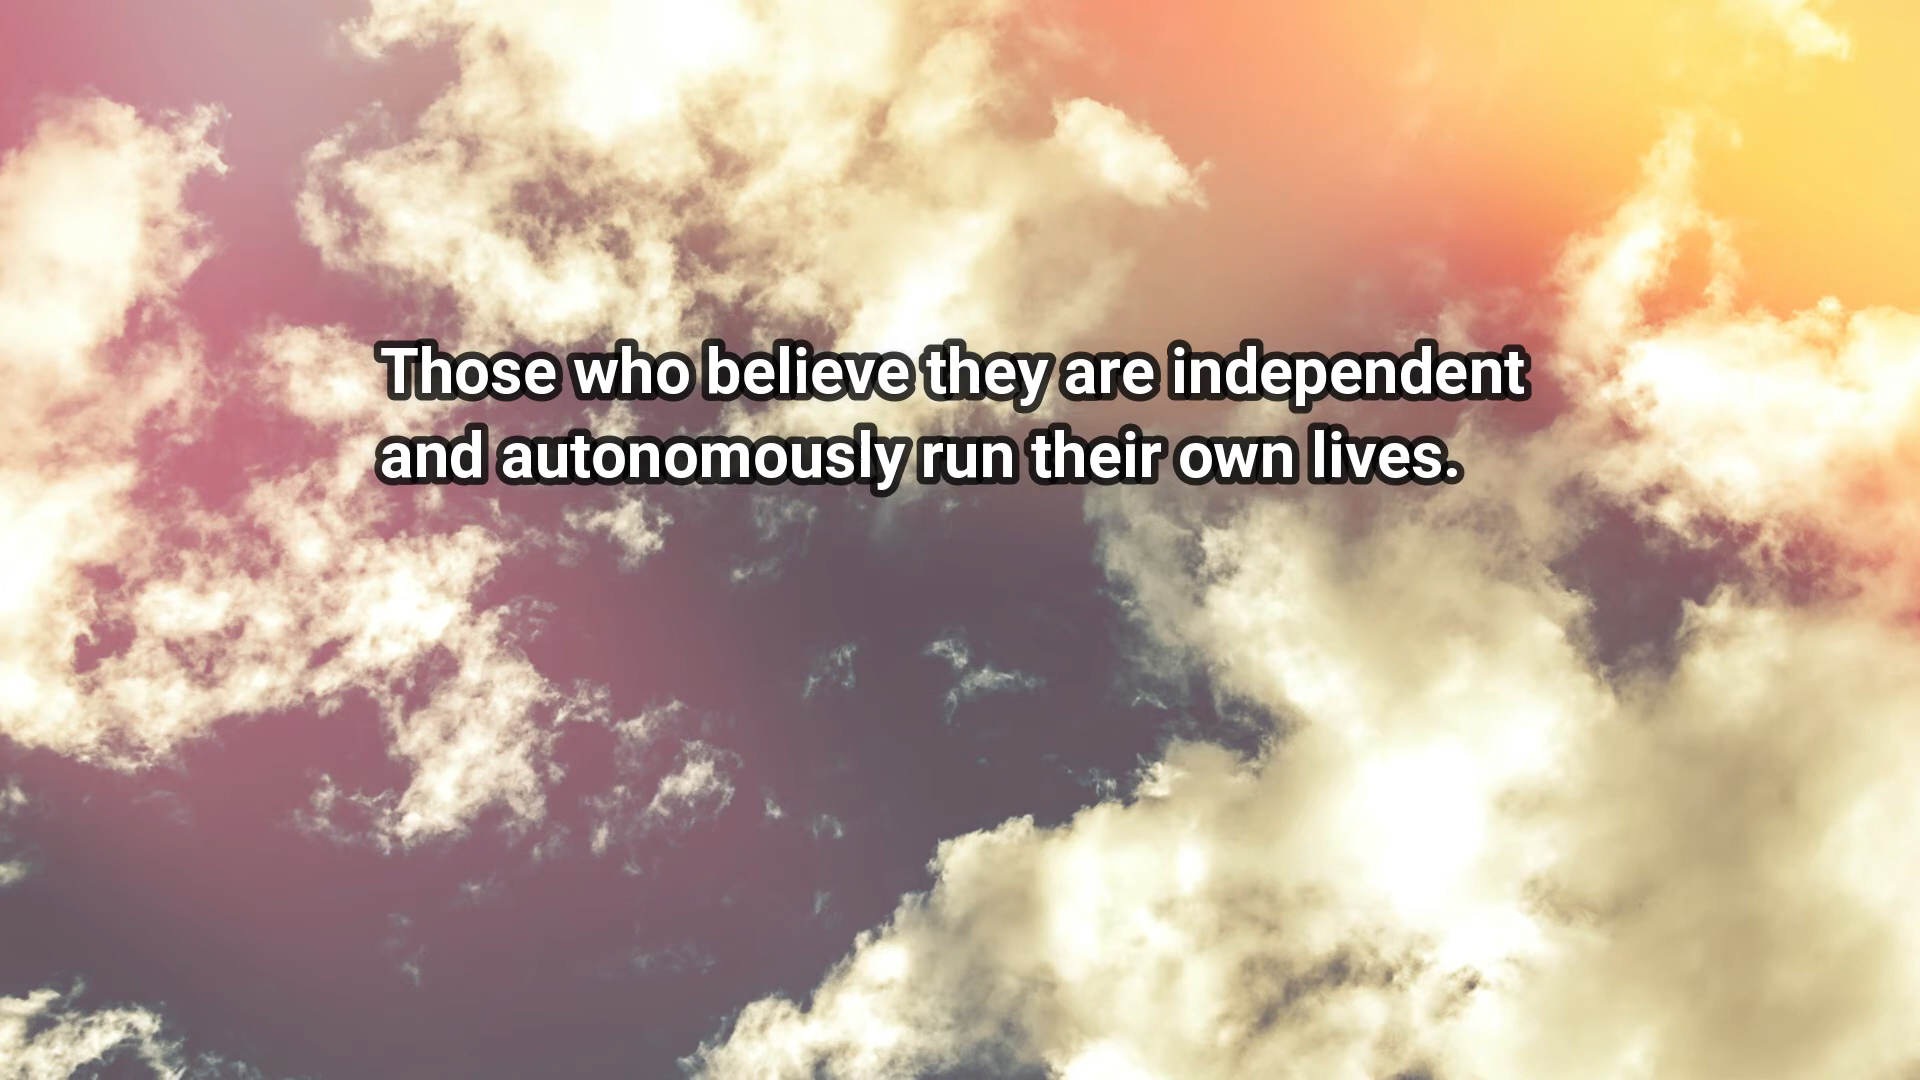 Those who believe they are independent
and autonomously run their own lives.